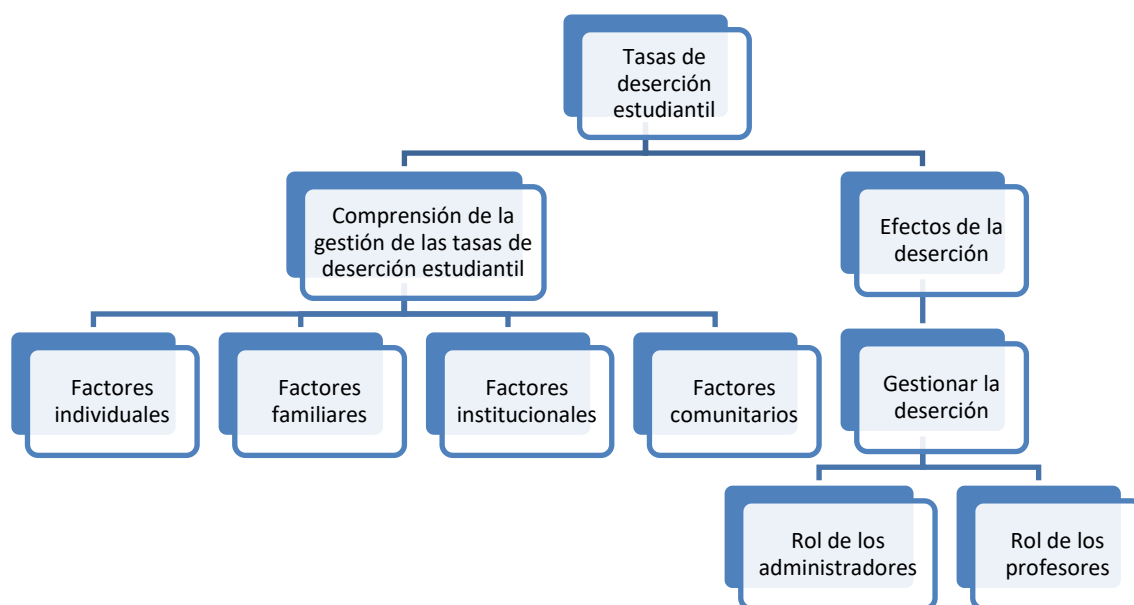 Tasas de
deserción
estudiantil
Comprensión de la
gestión de las tasas de
deserción estudiantil
Efectos de la
deserción
Factores
individuales
Factores
familiares
Factores
institucionales
Factores
comunitarios
Gestionar la
deserción
Rol de los
administradores
Rol de los
profesores